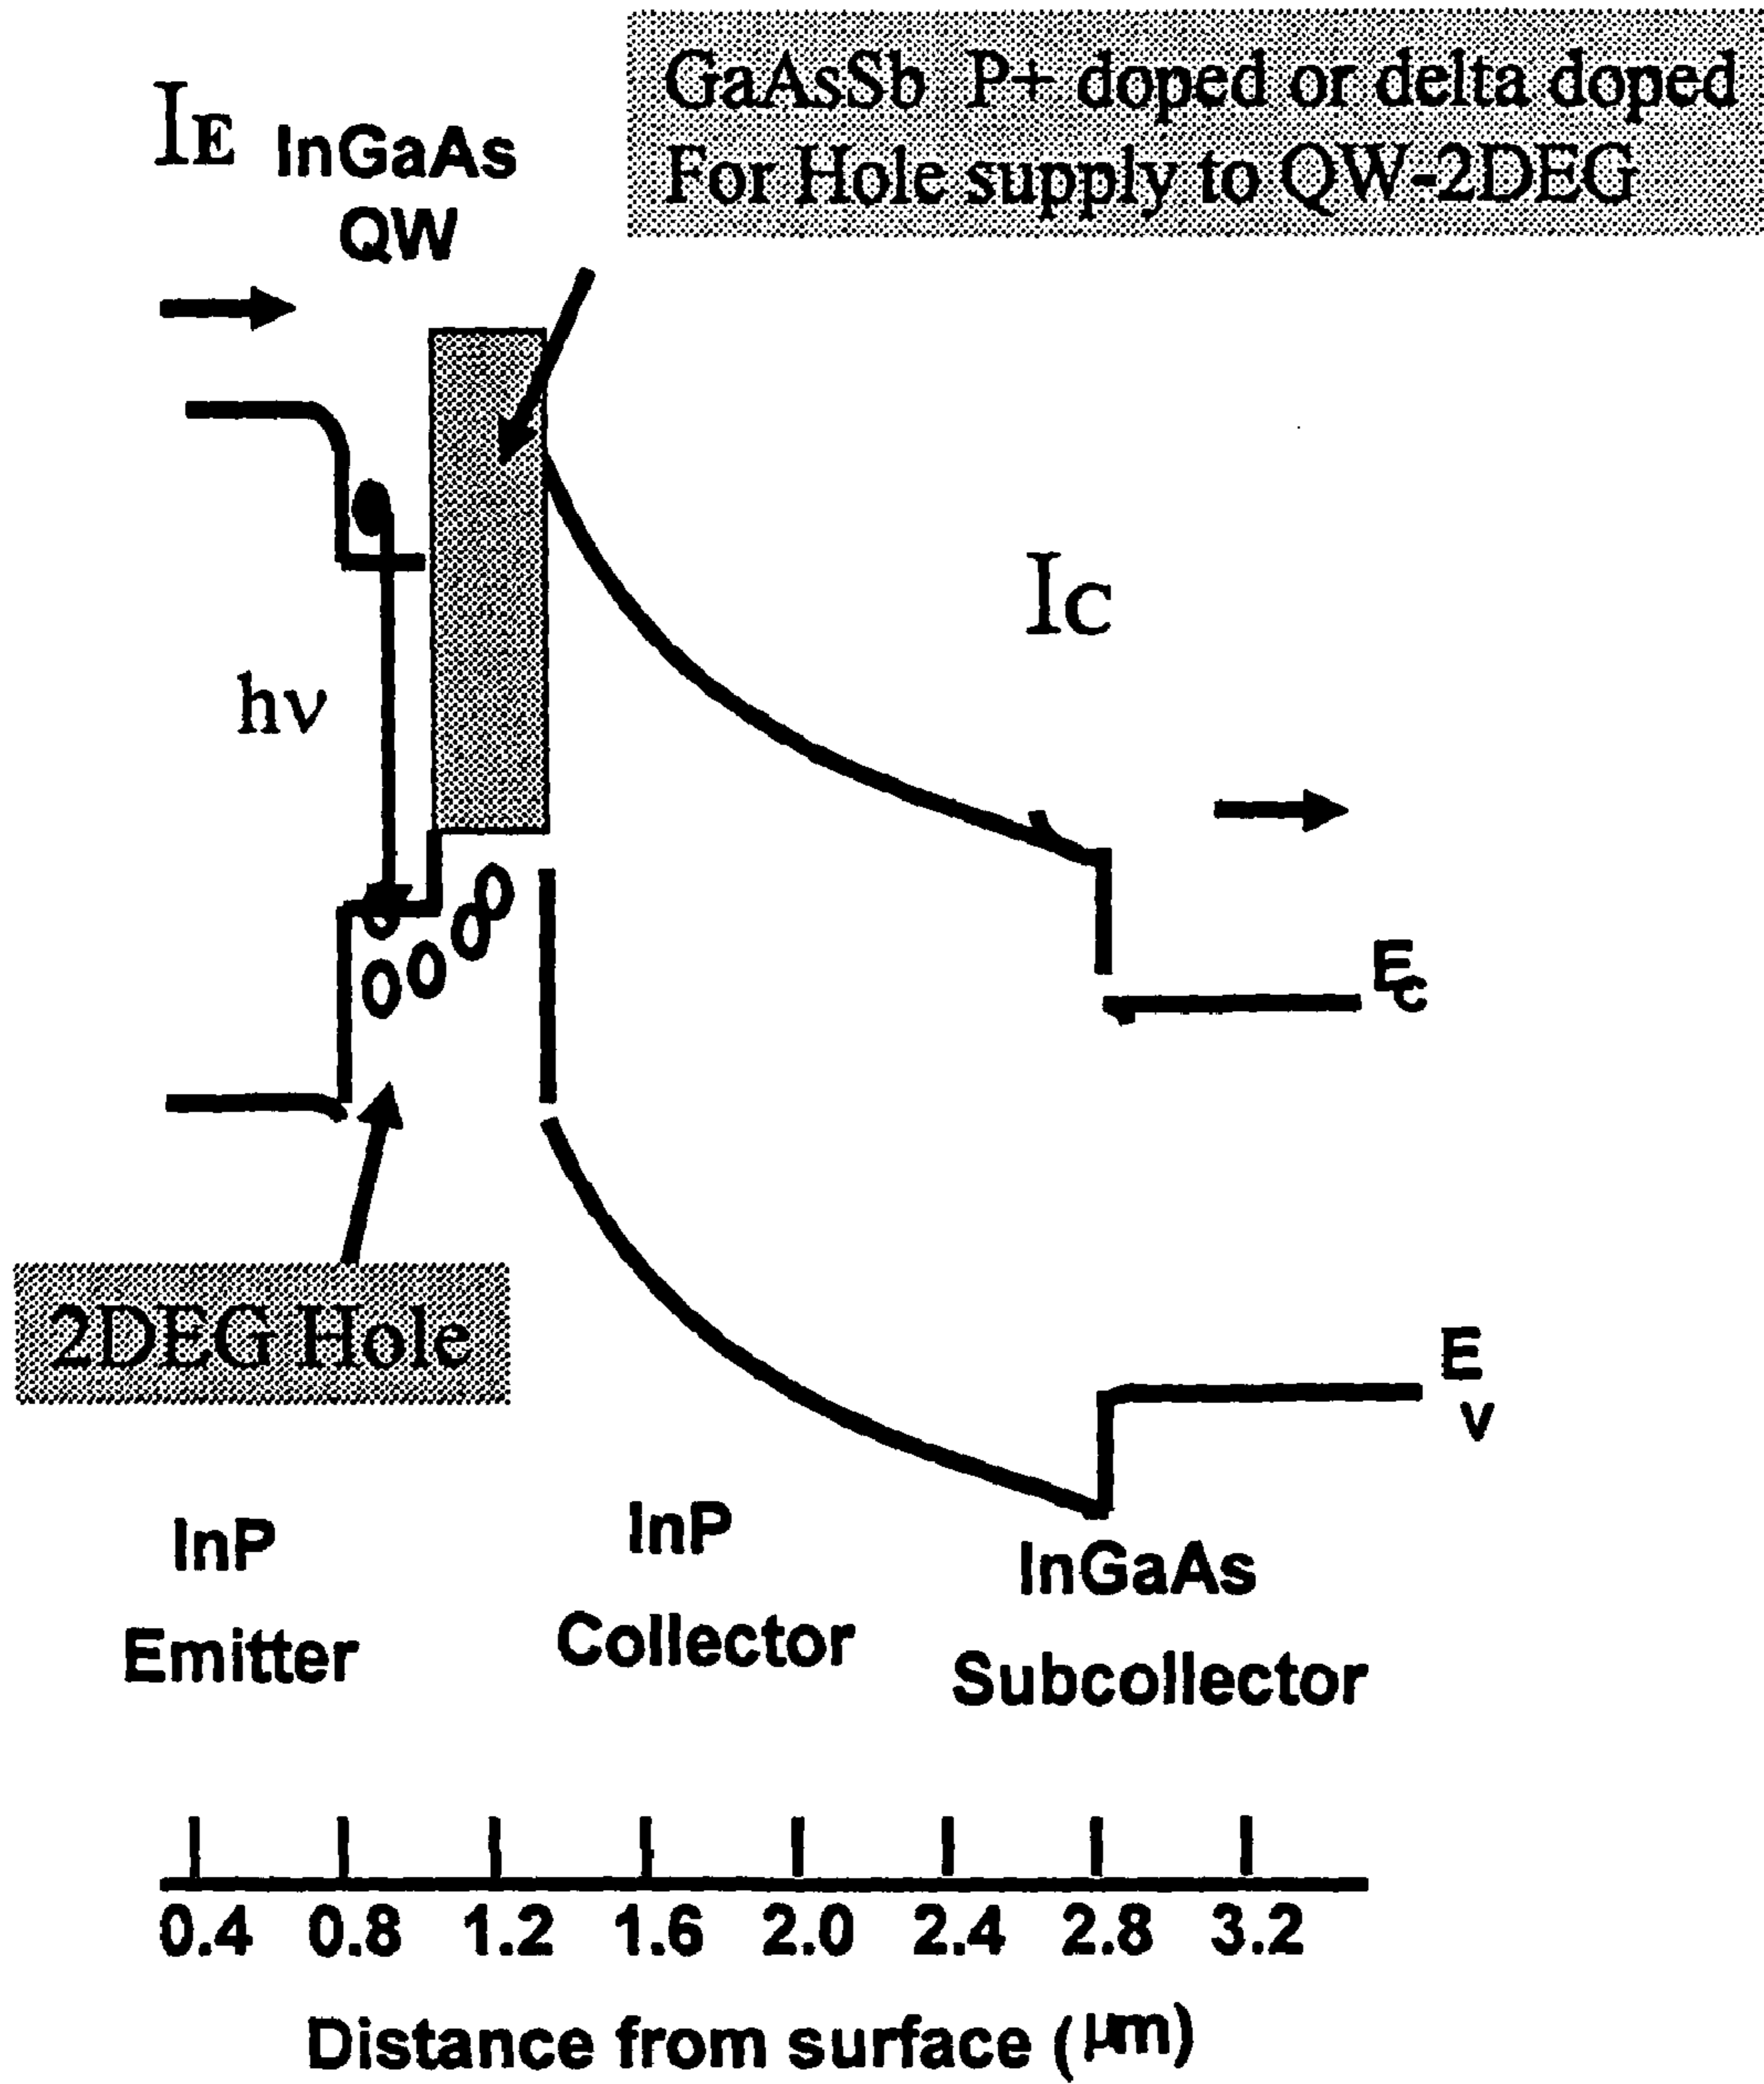 GaAsSb P+ doped or delta doped
For Hole supply to QW-2DEG
IE
InGaAs
QW
IC
hν
Ec
2DEG Hole
E
v
InP
Emitter
InP
Collector
InGaAs
Subcollector
0.4 0.8 1.2 1.6 2.0 2.4 2.8 3.2
Distance from surface (μm)